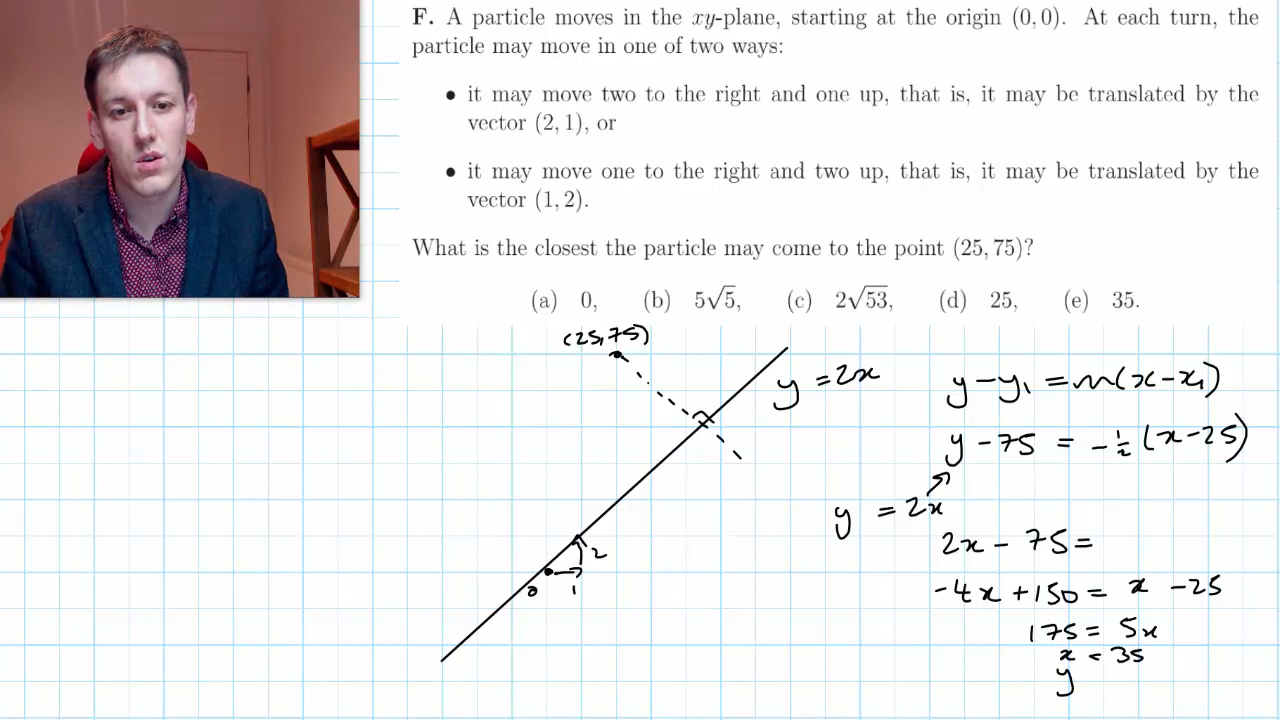 F. A particle moves in the xy-plane, starting at the origin (0, 0). At each turn, the
particle may move in one of two ways:
• it may move two to the right and one up, that is, it may be translated by the
vector (2, 1), or
• it may move one to the right and two up, that is, it may be translated by the
vector (1, 2).
What is the closest the particle may come to the point (25, 75)?
(a) 0, (b) 5√5, (c) 2√53, (d) 25, (e) 35.
(25,75)
y = 2x
2
0
1
y - y₁ = m(x - x₁)
y - 75 = -½(x - 25)
y = 2x
2x - 75 =
-4x + 150 = x - 25
175 = 5x
x = 35
y